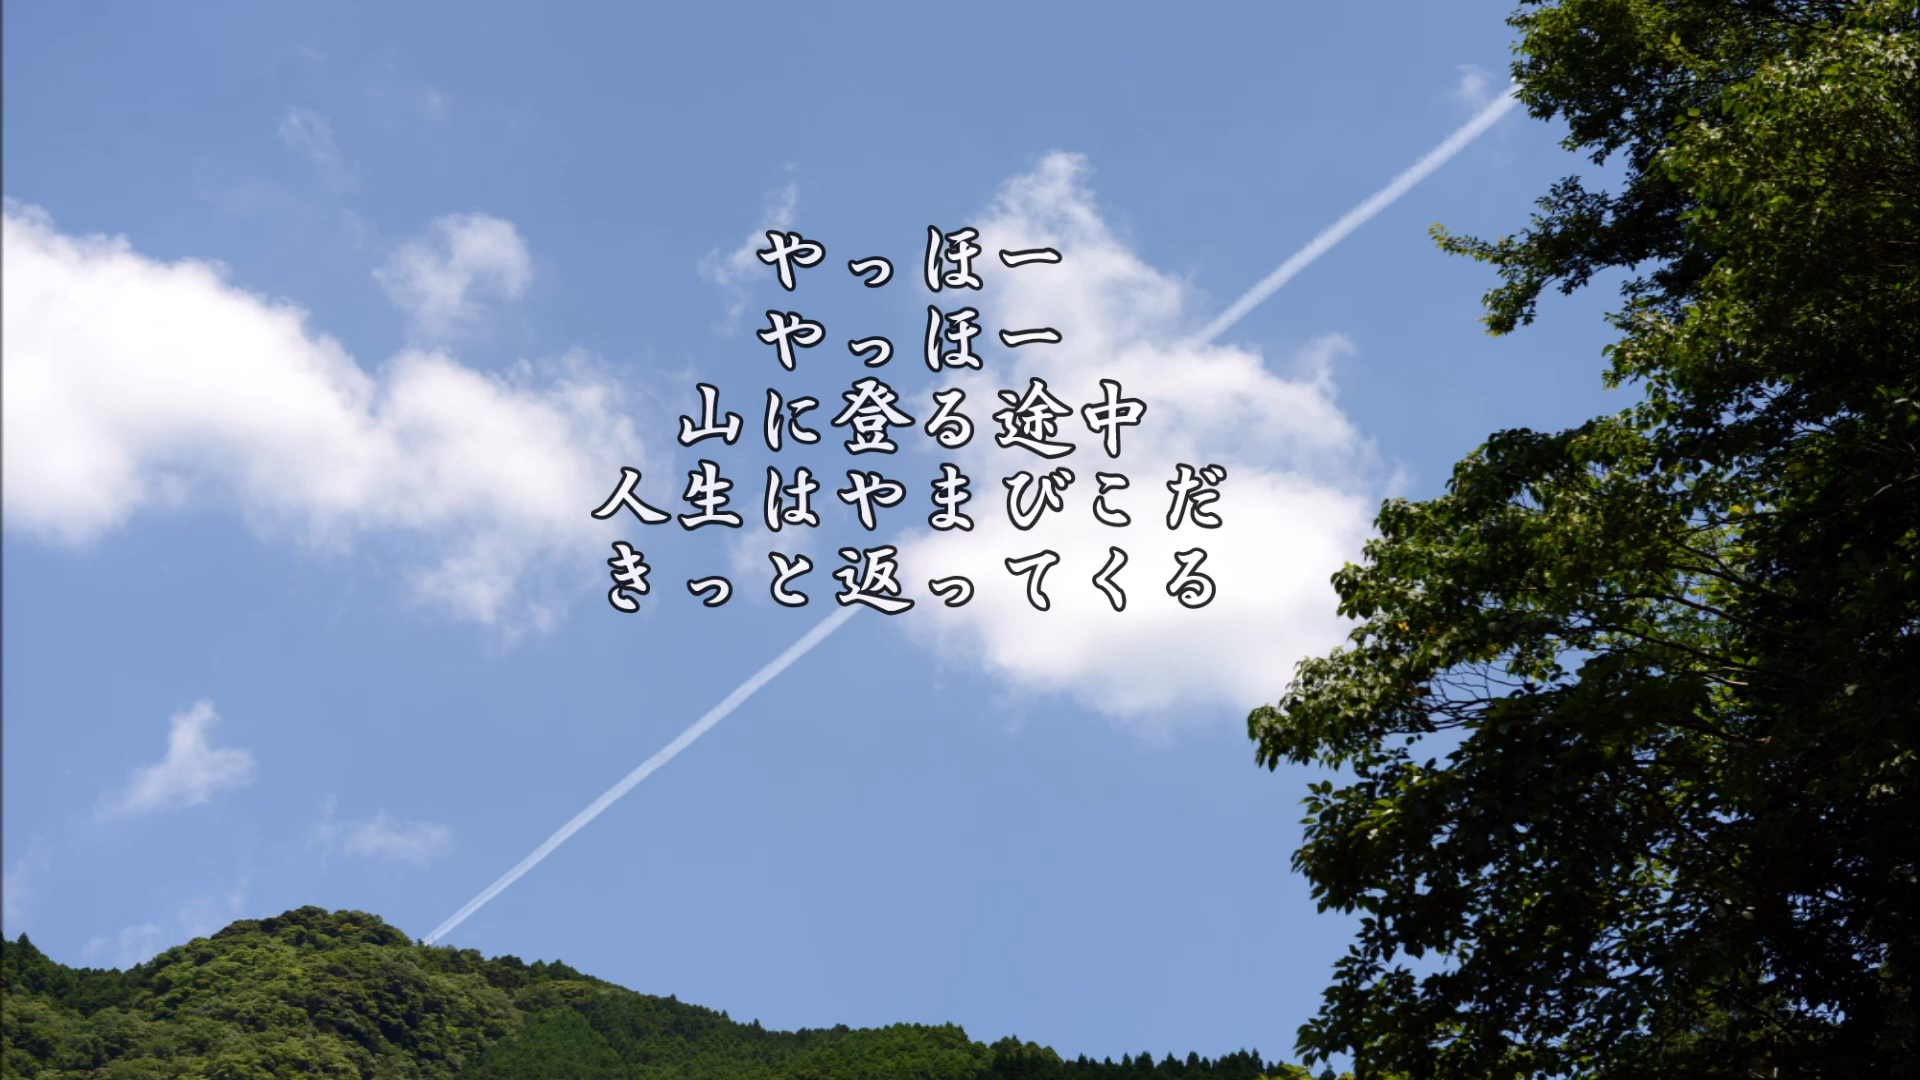 やっほー
やっほー
山に登る途中
人生はやまびこだ
きっと返ってくる